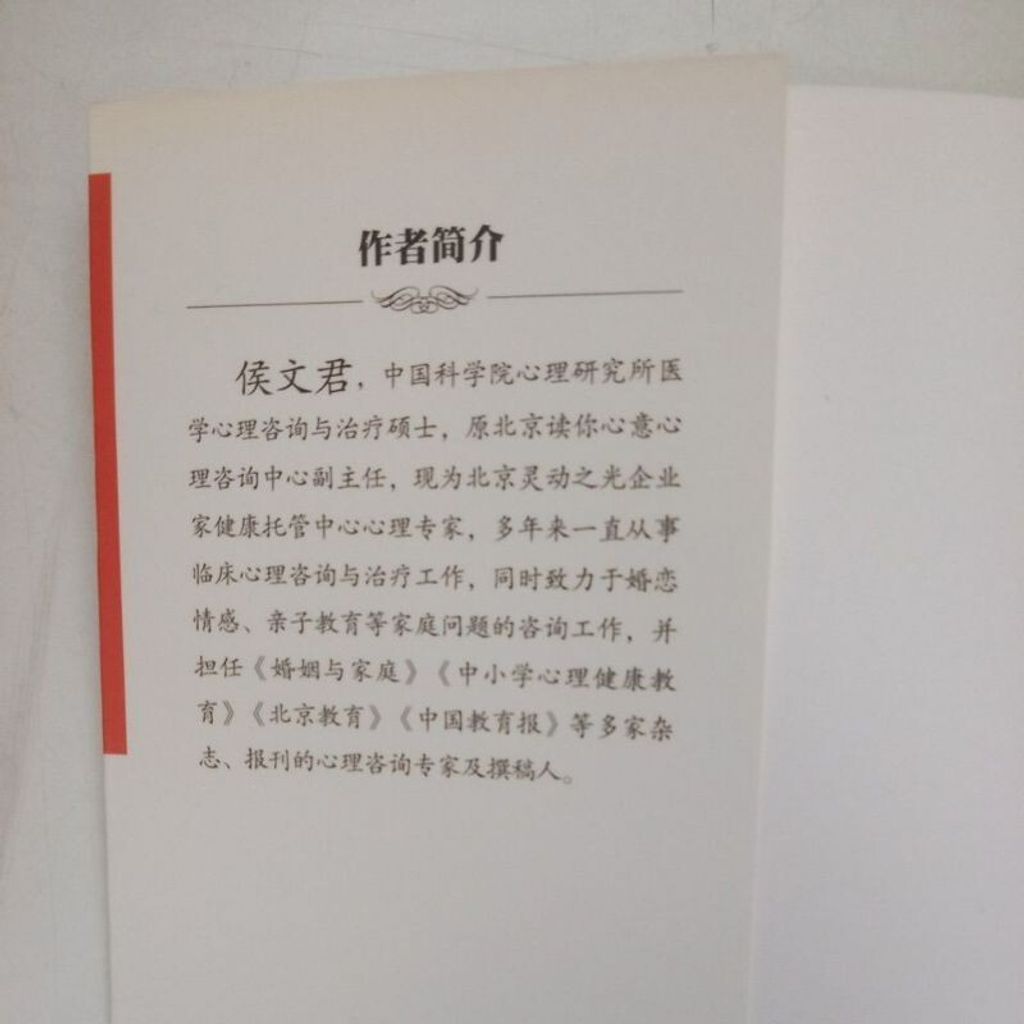 作者简介
侯文君，中国科学院心理研究所医
学心理咨询与治疗硕士，原北京读你心意心
理咨询中心副主任，现为北京灵动之光企业
家健康托管中心心理专家，多年来一直从事
临床心理咨询与治疗工作，同时致力于婚恋
情感、亲子教育等家庭问题的咨询工作，并
担任《婚姻与家庭》《中小学心理健康教
育》《北京教育》《中国教育报》等多家杂
志、报刊的心理咨询专家及撰稿人。